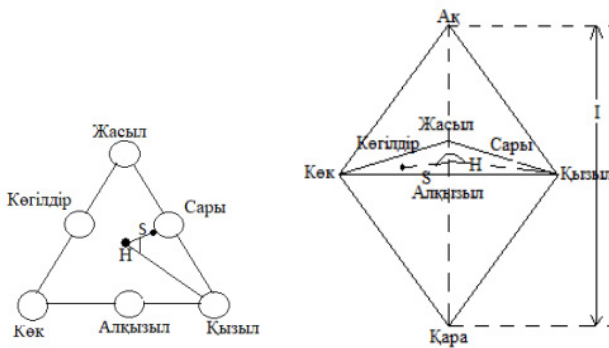 Жасыл
Көгілдір
Сары
S
H
Көк
Алқызыл
Қызыл
Ақ
I
Жасыл
Көгілдір
Сары
Көк
S
H
Қызыл
Алқызыл
Қара